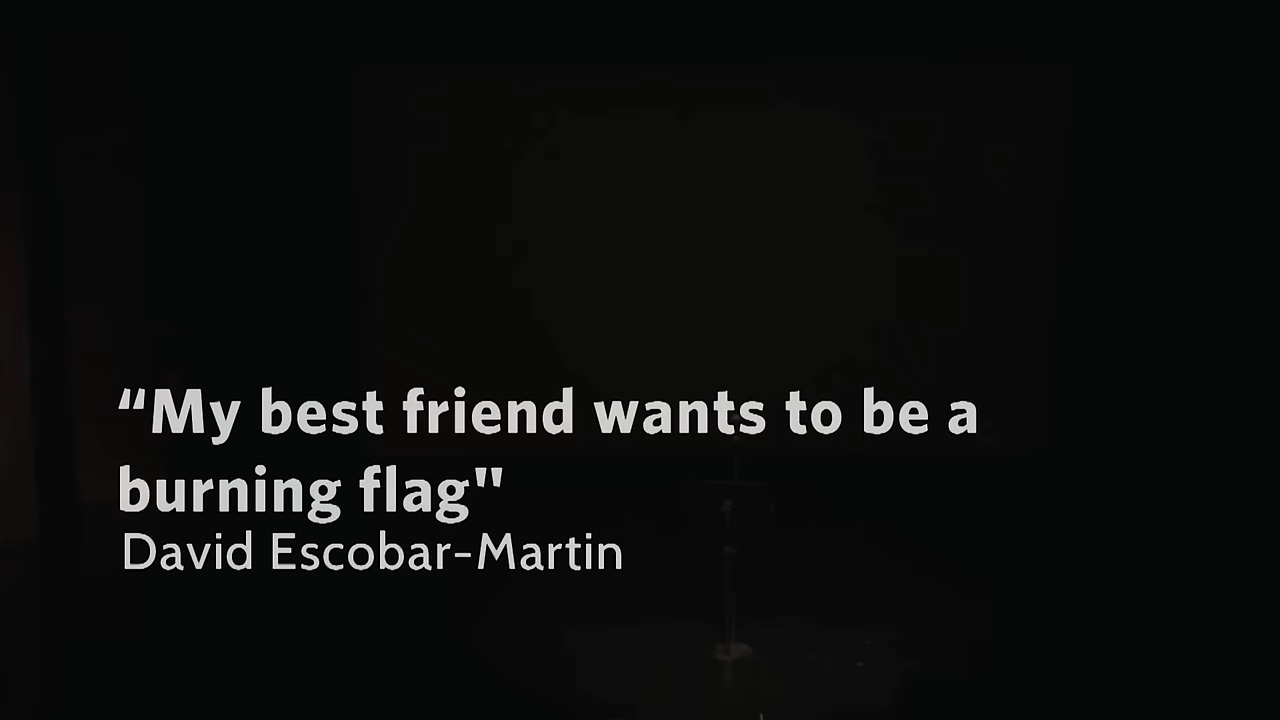 “My best friend wants to be a
burning flag"
David Escobar-Martin